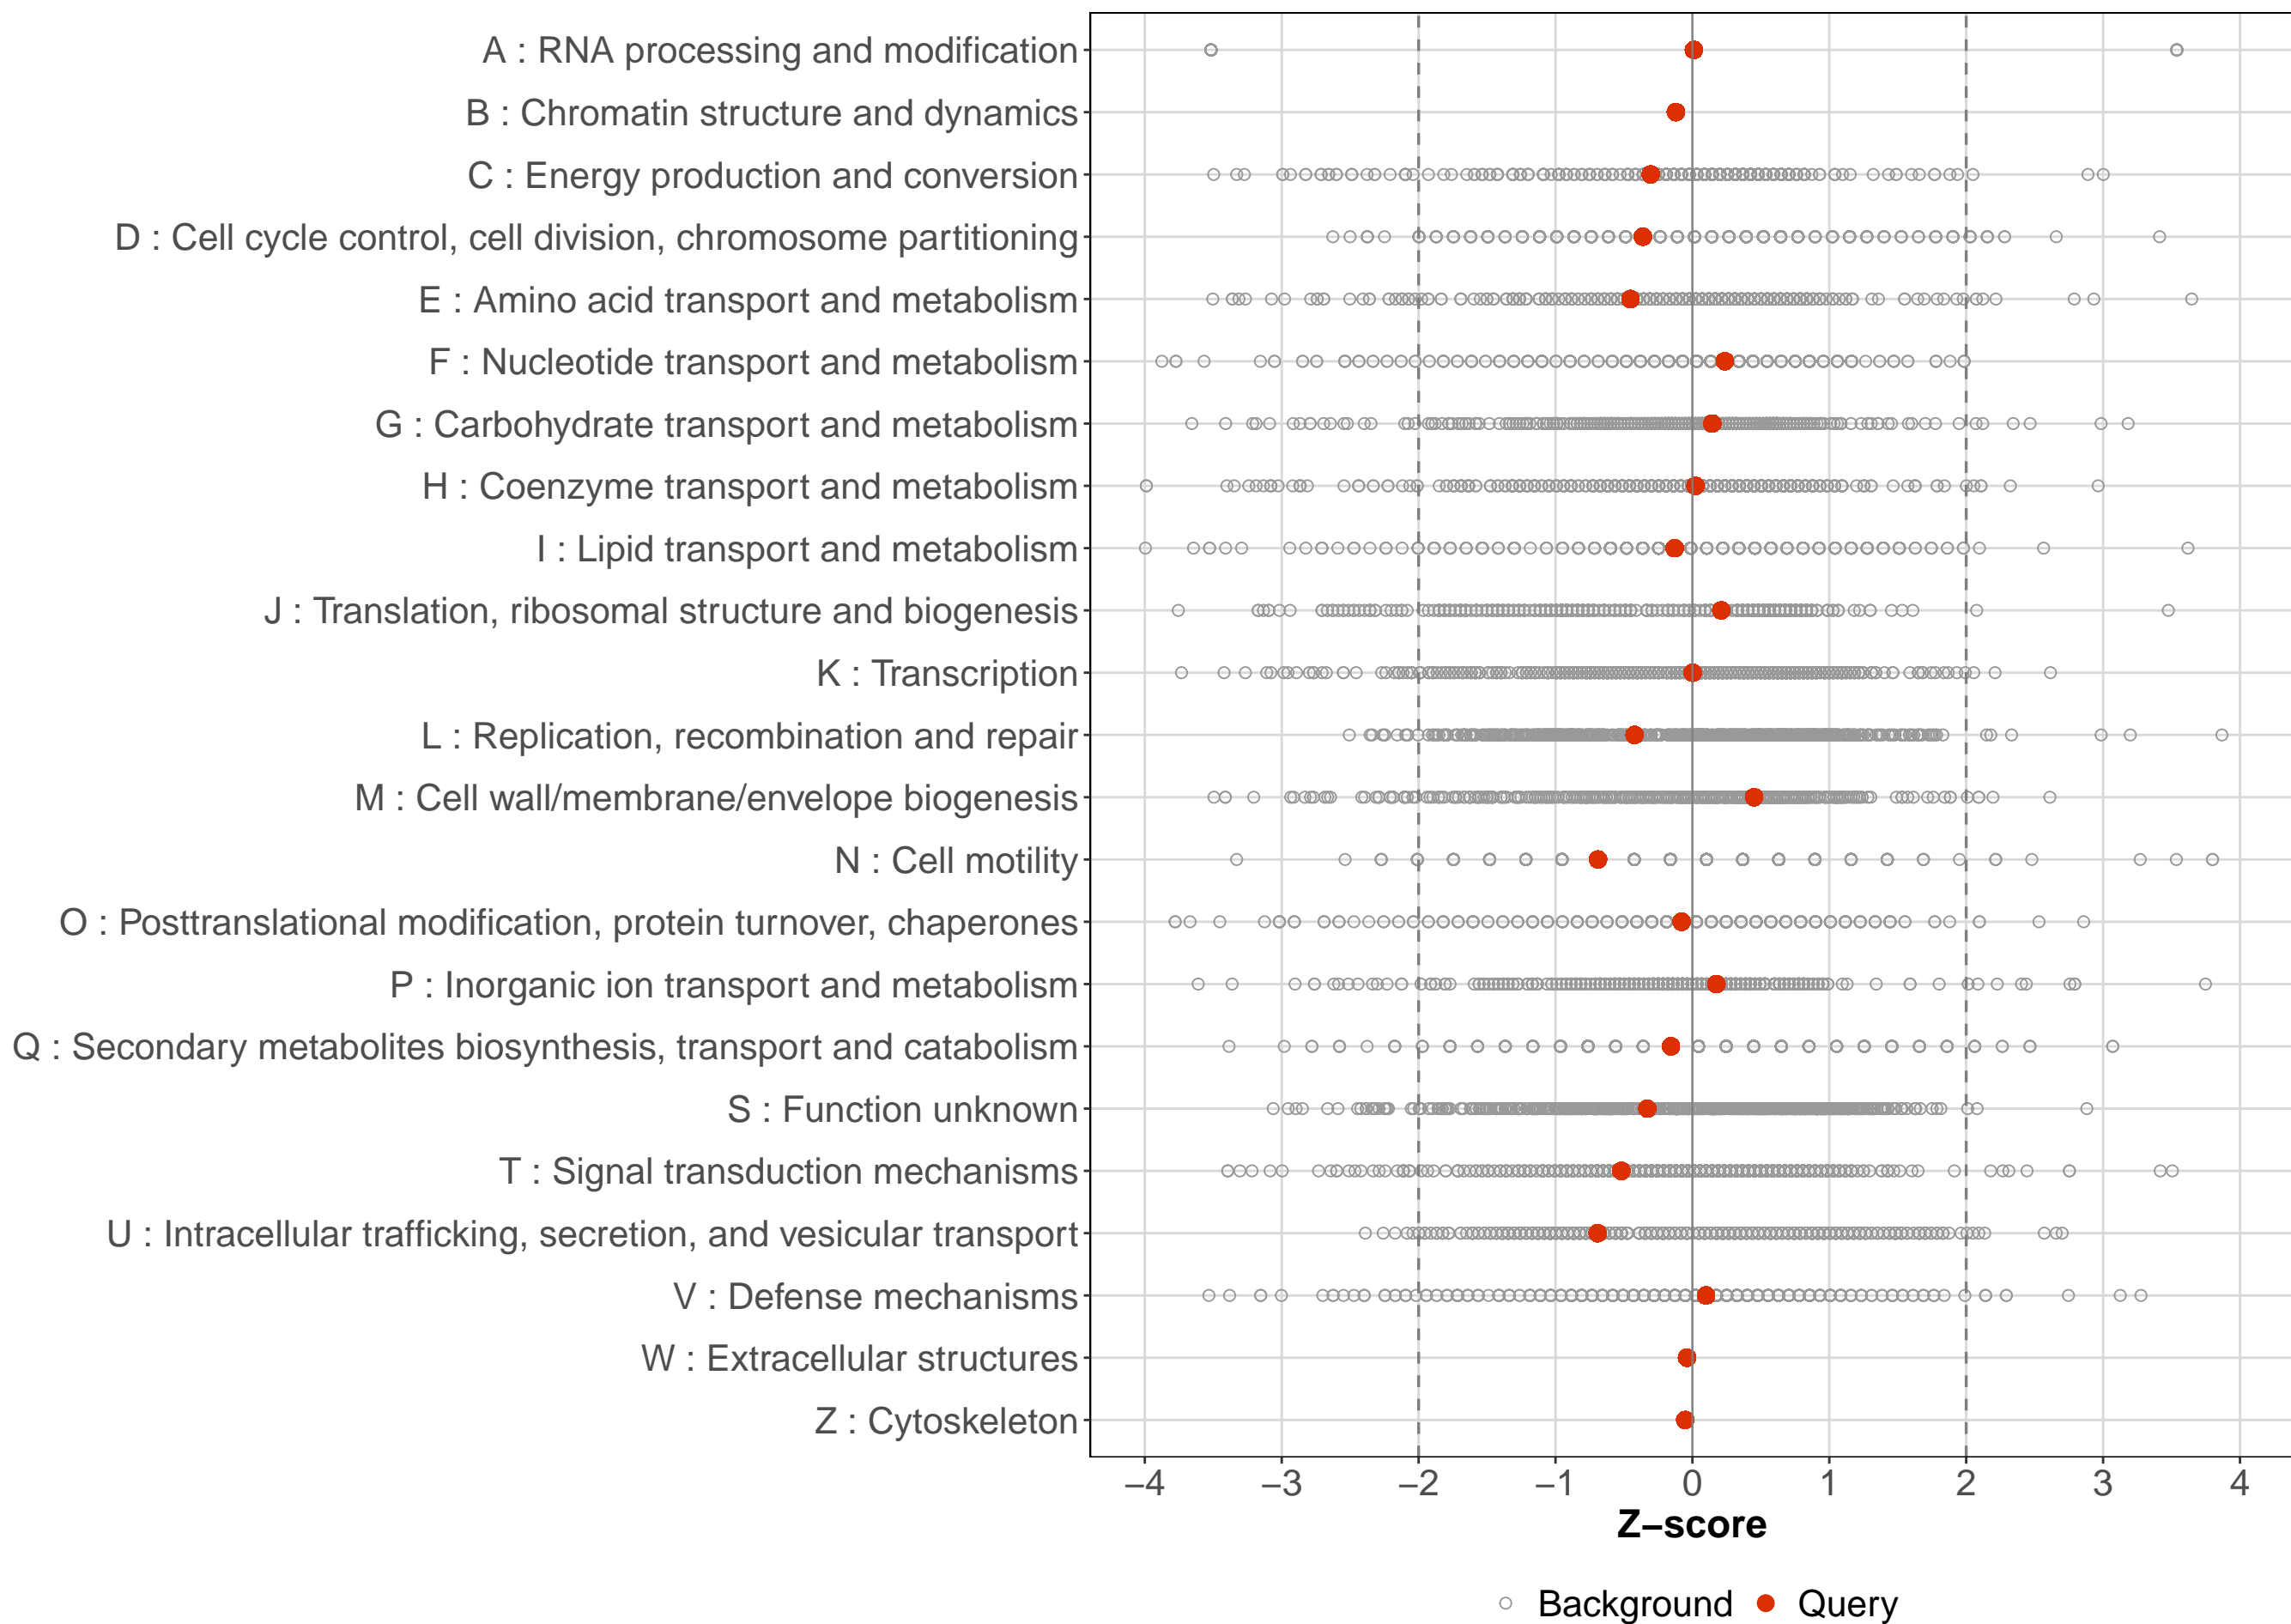 A : RNA processing and modification
B : Chromatin structure and dynamics
C : Energy production and conversion
D : Cell cycle control, cell division, chromosome partitioning
E : Amino acid transport and metabolism
F : Nucleotide transport and metabolism
G : Carbohydrate transport and metabolism
H : Coenzyme transport and metabolism
I : Lipid transport and metabolism
J : Translation, ribosomal structure and biogenesis
K : Transcription
L : Replication, recombination and repair
M : Cell wall/membrane/envelope biogenesis
N : Cell motility
O : Posttranslational modification, protein turnover, chaperones
P : Inorganic ion transport and metabolism
Q : Secondary metabolites biosynthesis, transport and catabolism
S : Function unknown
T : Signal transduction mechanisms
U : Intracellular trafficking, secretion, and vesicular transport
V : Defense mechanisms
W : Extracellular structures
Z : Cytoskeleton
−4 −3 −2 −1 0 1 2 3 4
Z−score
Background Query